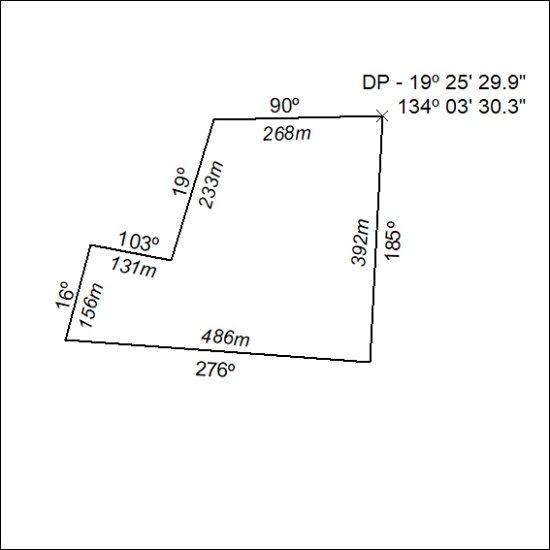 DP - 19º 25' 29.9"
134º 03' 30.3"
90º
268m
19º
233m
392m
185º
103º
131m
16º
156m
486m
276º